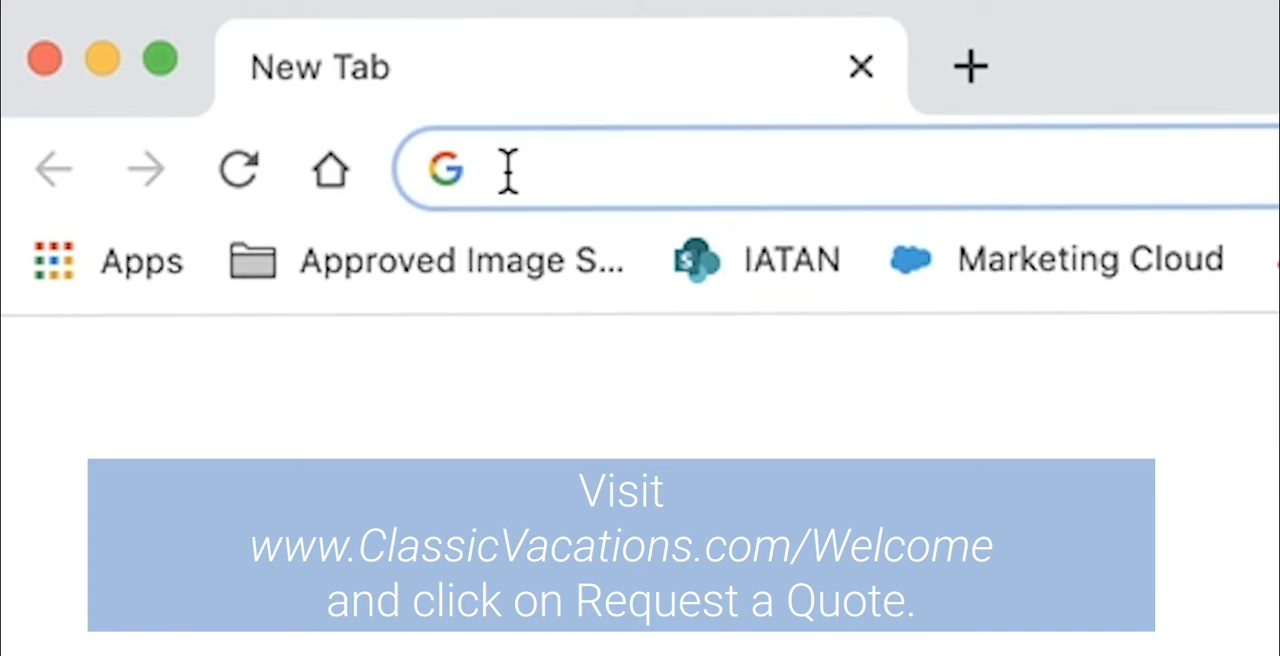 New Tab
Apps Approved Image S... IATAN Marketing Cloud
Visit
www.ClassicVacations.com/Welcome
and click on Request a Quote.